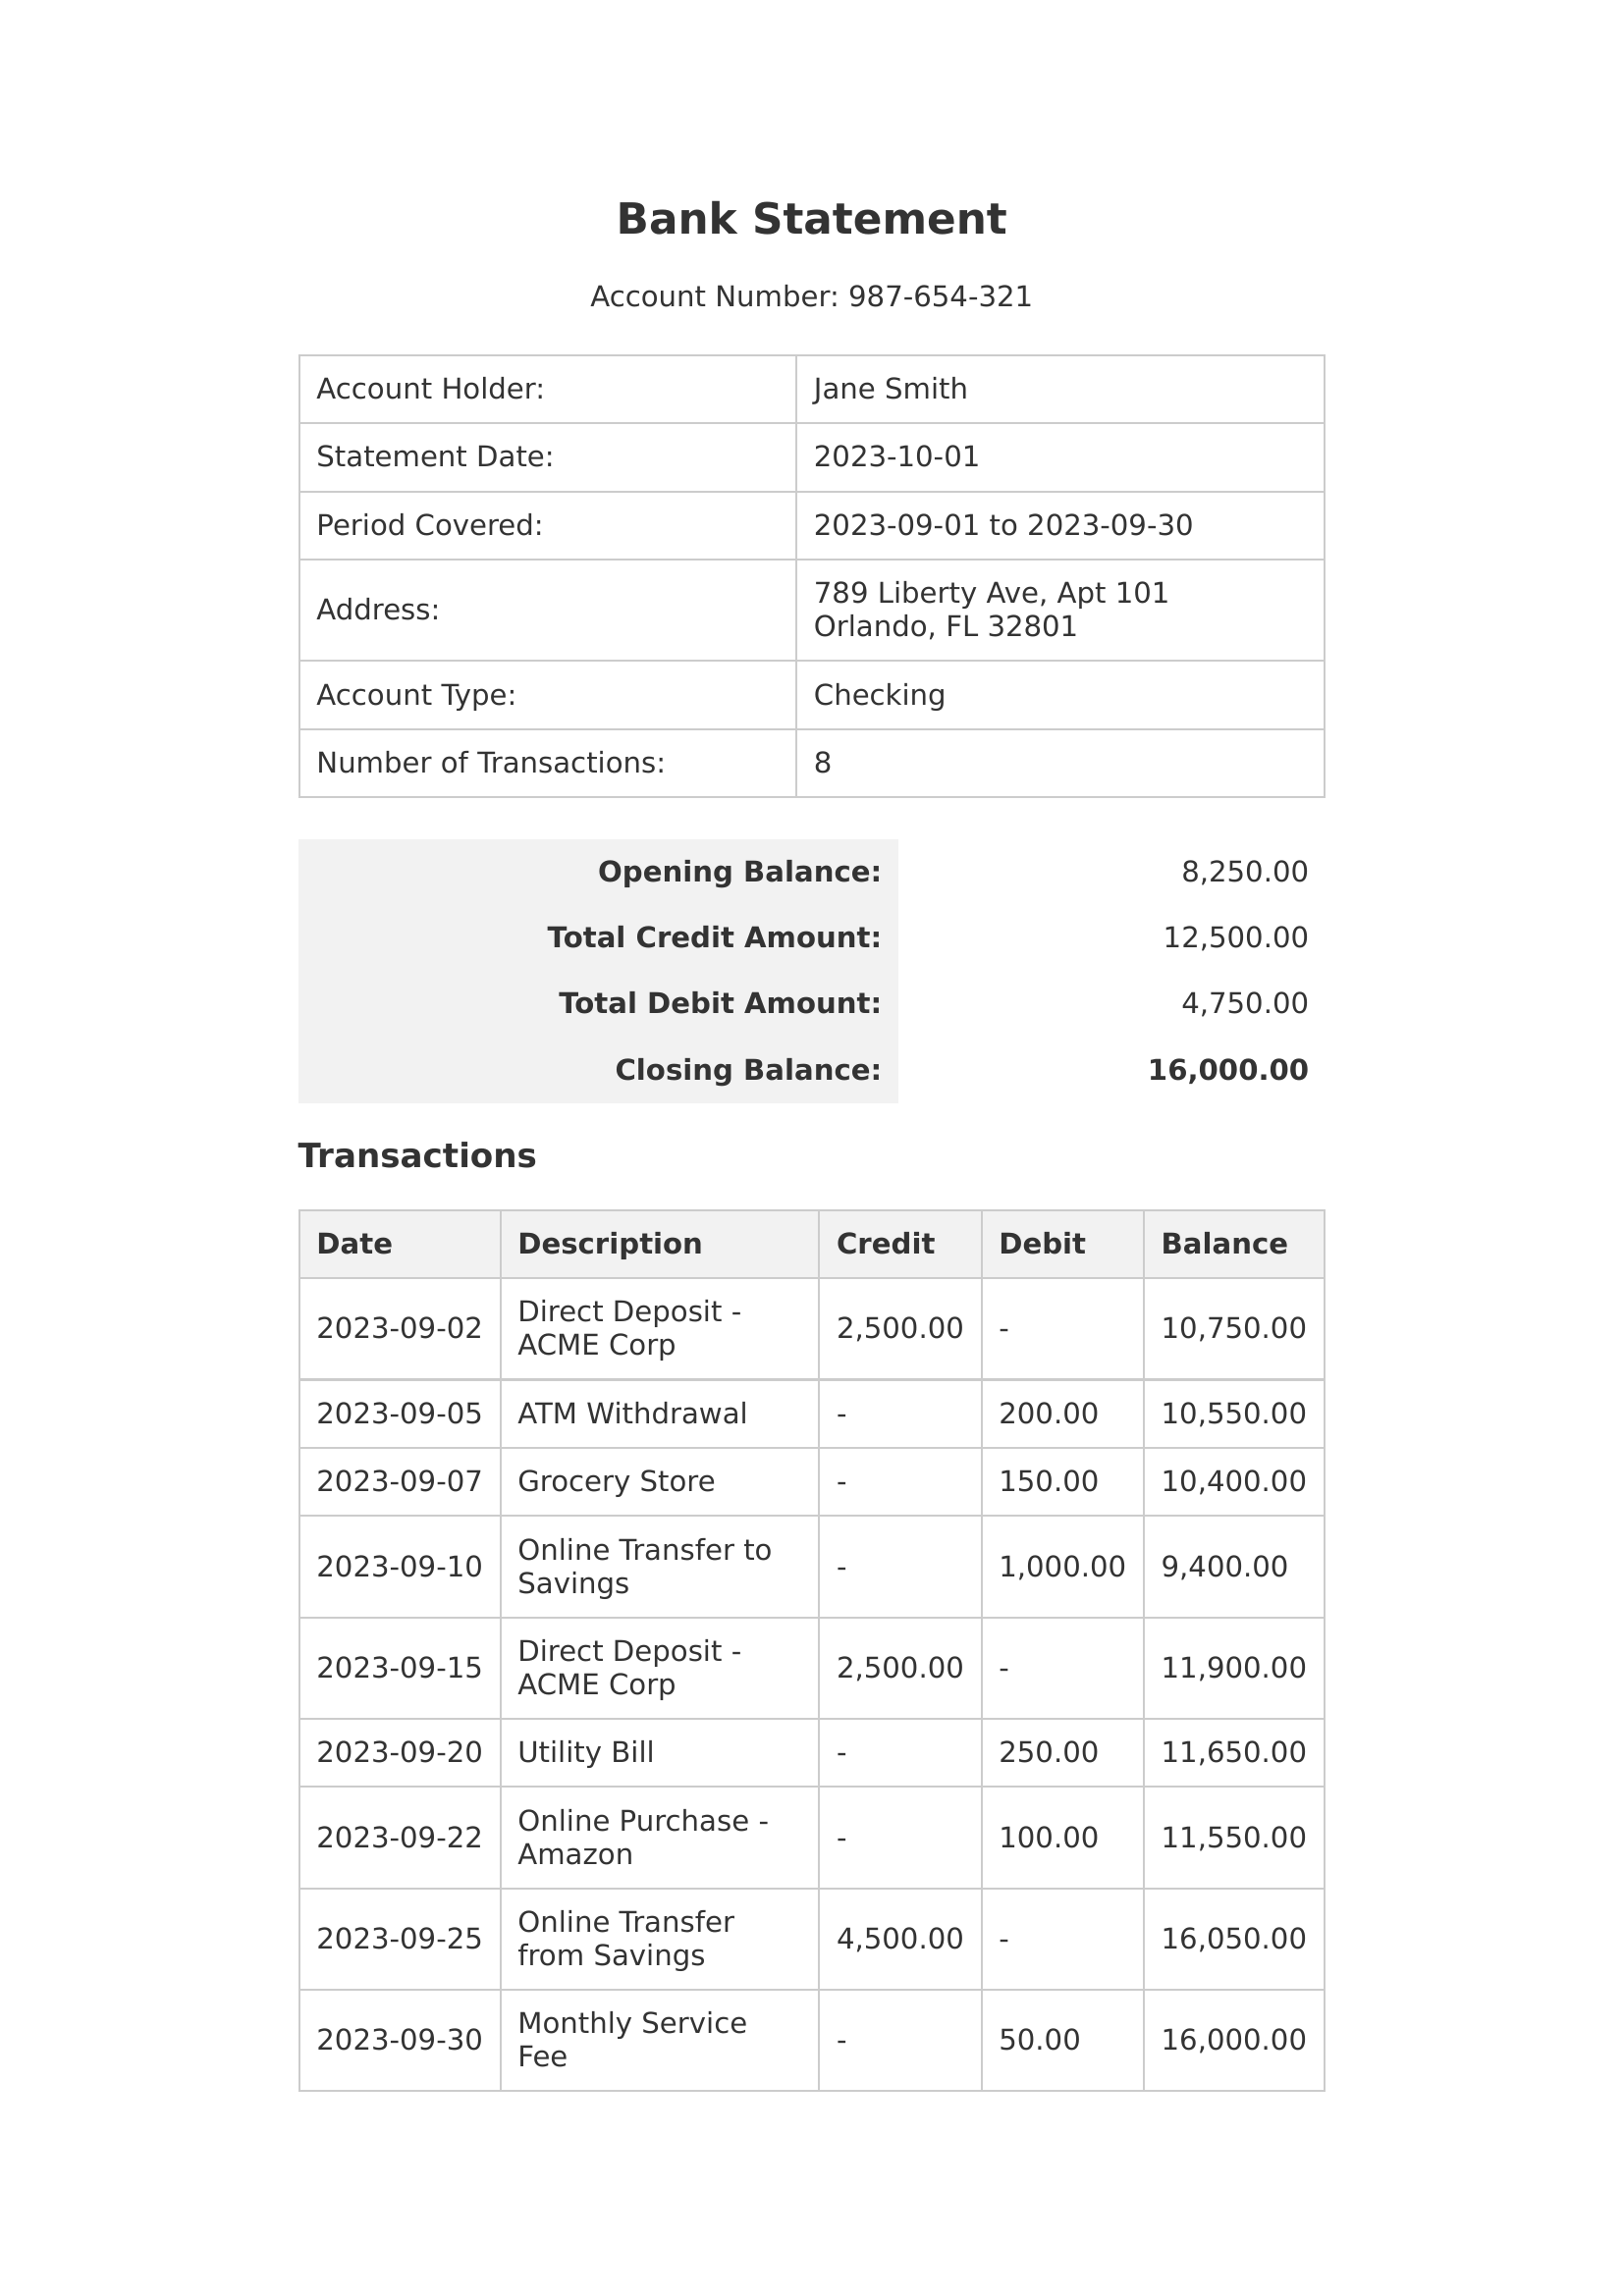 Bank Statement
Account Number: 987-654-321
Account Holder: Jane Smith
Statement Date: 2023-10-01
Period Covered: 2023-09-01 to 2023-09-30
Address: 789 Liberty Ave, Apt 101
Orlando, FL 32801
Account Type: Checking
Number of Transactions: 8
Opening Balance: 8,250.00
Total Credit Amount: 12,500.00
Total Debit Amount: 4,750.00
Closing Balance: 16,000.00
Transactions
Date Description Credit Debit Balance
2023-09-02 Direct Deposit - ACME Corp 2,500.00 - 10,750.00
2023-09-05 ATM Withdrawal - 200.00 10,550.00
2023-09-07 Grocery Store - 150.00 10,400.00
2023-09-10 Online Transfer to Savings - 1,000.00 9,400.00
2023-09-15 Direct Deposit - ACME Corp 2,500.00 - 11,900.00
2023-09-20 Utility Bill - 250.00 11,650.00
2023-09-22 Online Purchase - Amazon - 100.00 11,550.00
2023-09-25 Online Transfer from Savings 4,500.00 - 16,050.00
2023-09-30 Monthly Service Fee - 50.00 16,000.00